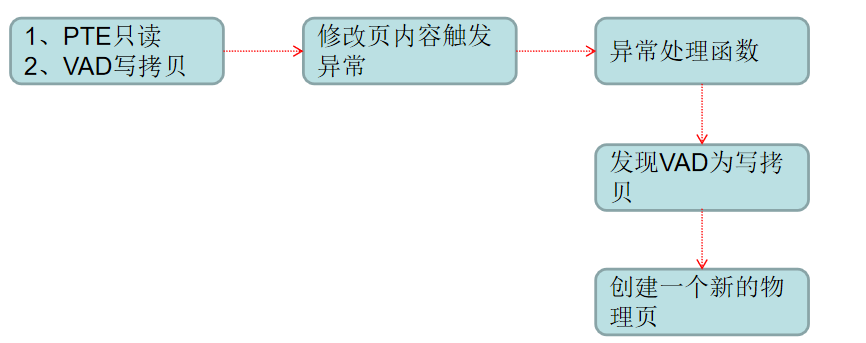 1、PTE只读
2、VAD写拷贝
修改页内容触发
异常
异常处理函数
发现VAD为写拷
贝
创建一个新的物
理页